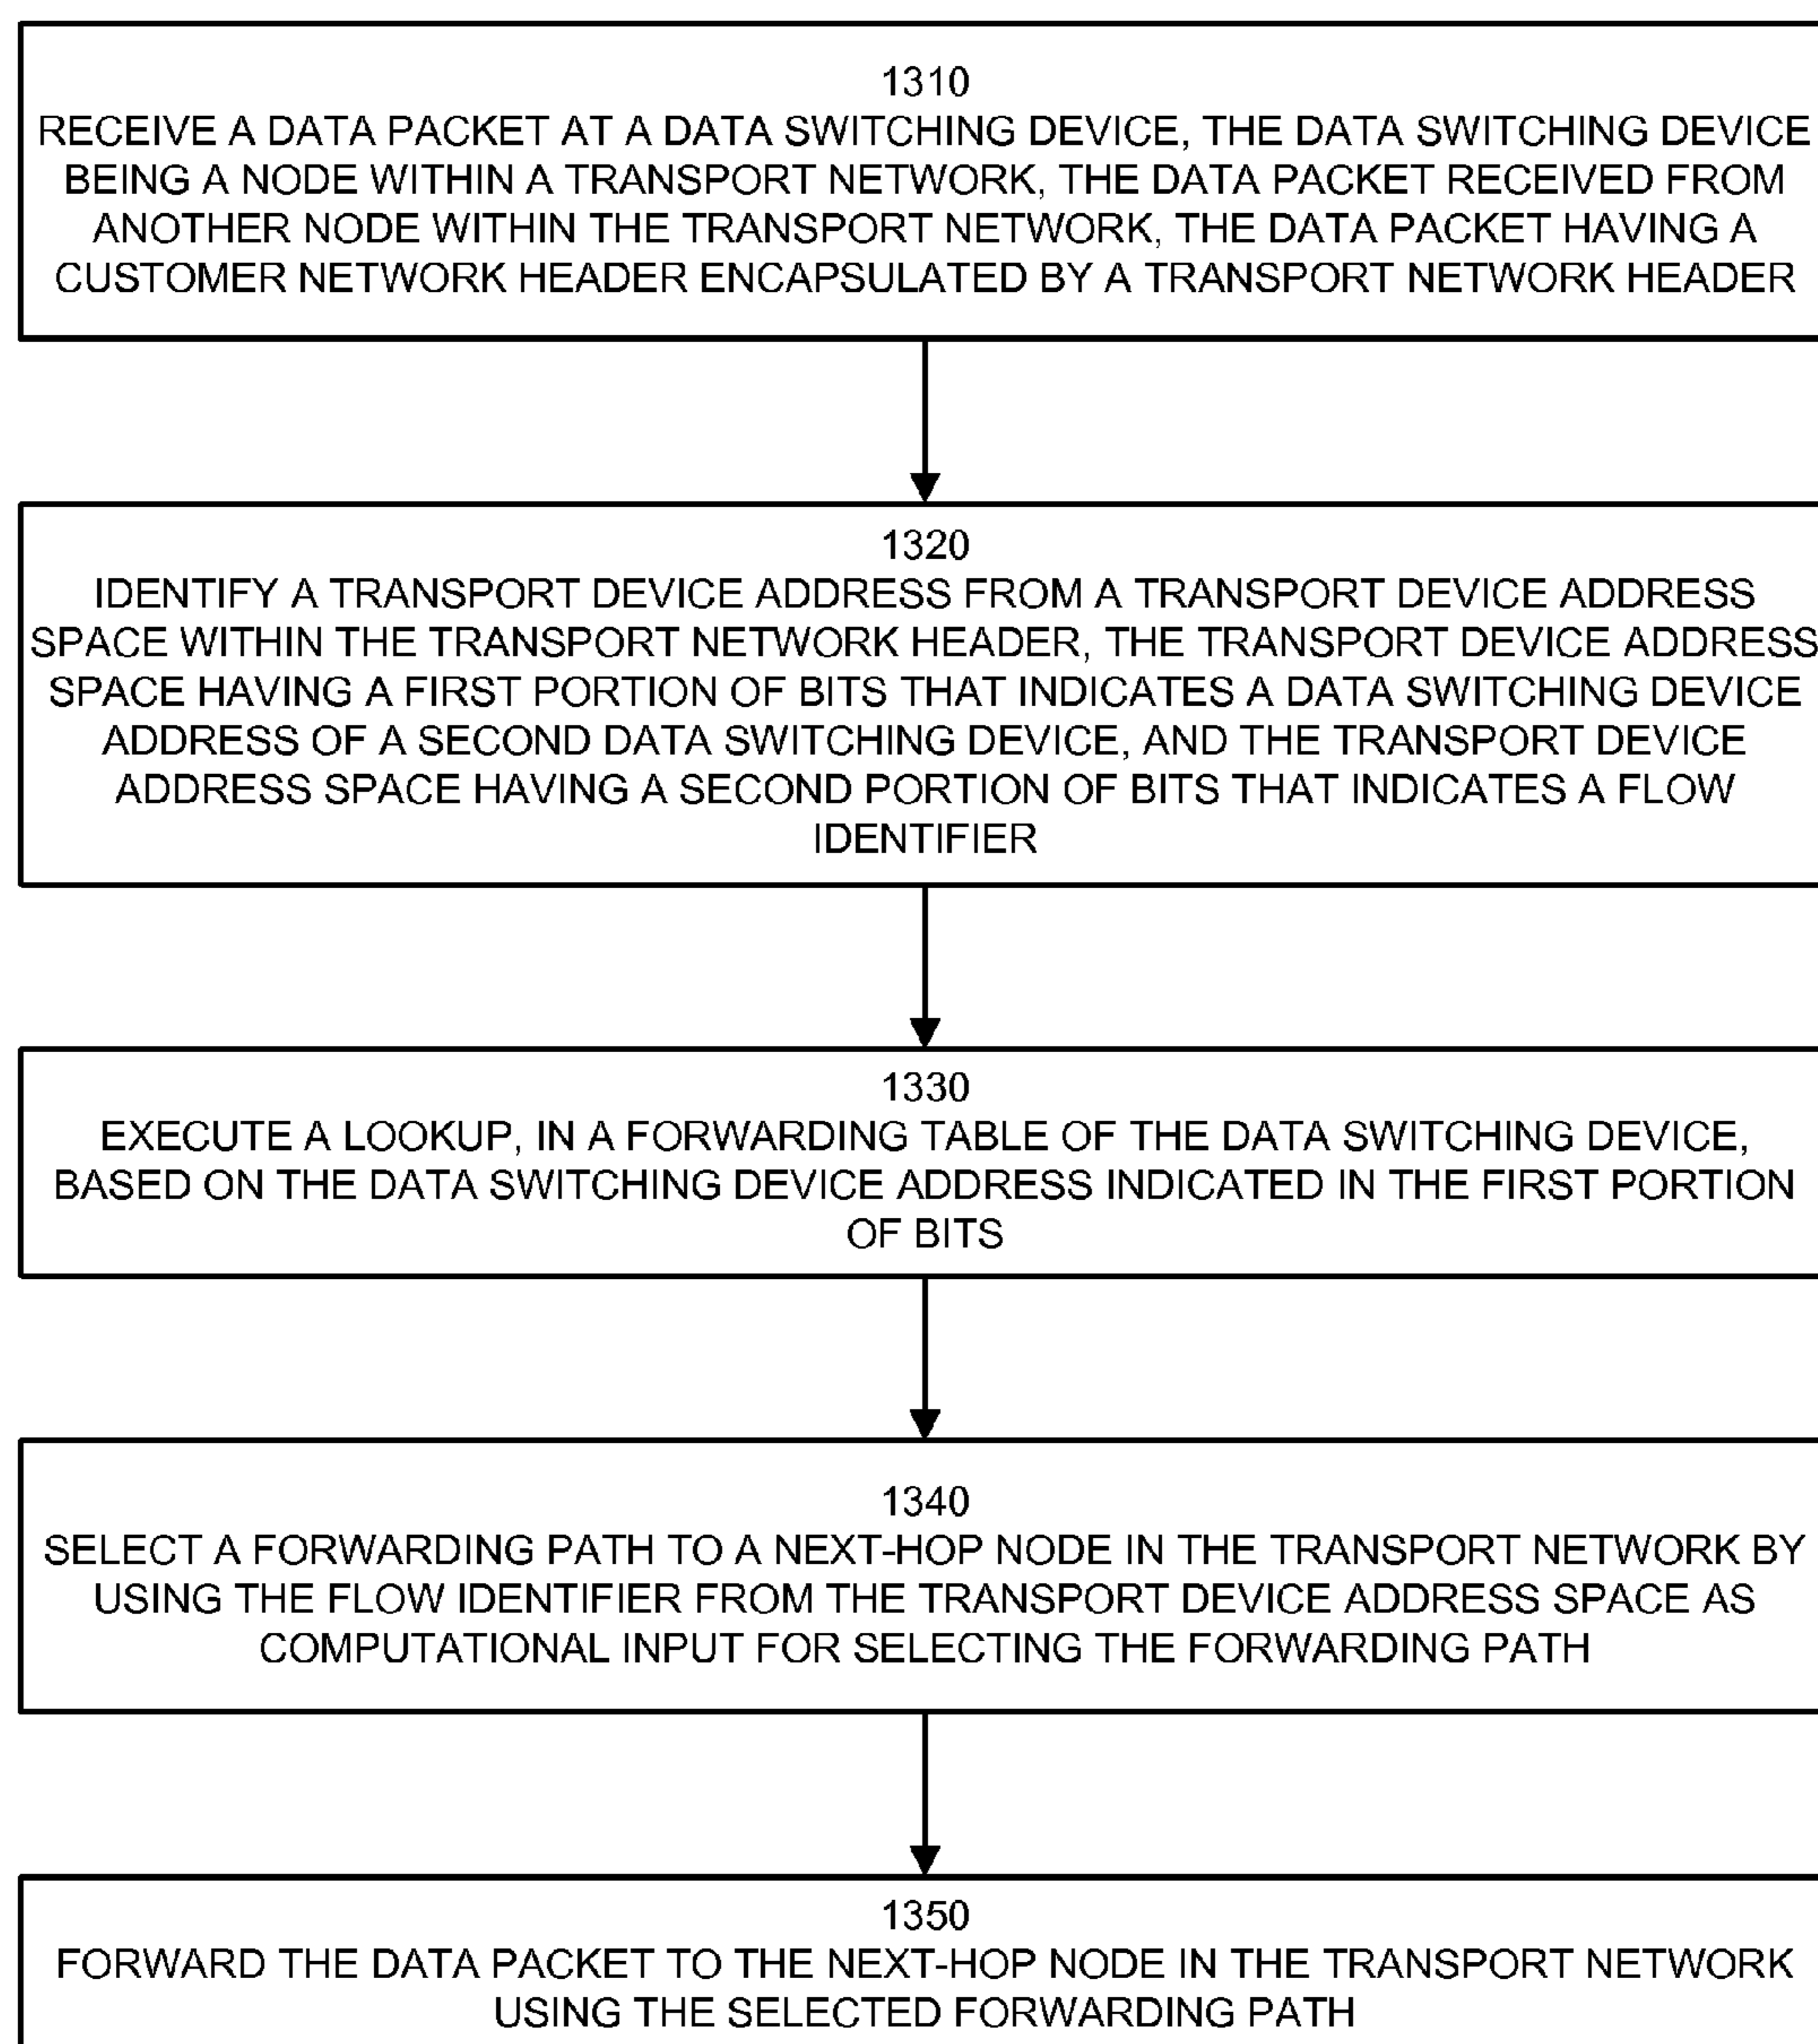 1310
RECEIVE A DATA PACKET AT A DATA SWITCHING DEVICE, THE DATA SWITCHING DEVICE
BEING A NODE WITHIN A TRANSPORT NETWORK, THE DATA PACKET RECEIVED FROM
ANOTHER NODE WITHIN THE TRANSPORT NETWORK, THE DATA PACKET HAVING A
CUSTOMER NETWORK HEADER ENCAPSULATED BY A TRANSPORT NETWORK HEADER
1320
IDENTIFY A TRANSPORT DEVICE ADDRESS FROM A TRANSPORT DEVICE ADDRESS
SPACE WITHIN THE TRANSPORT NETWORK HEADER, THE TRANSPORT DEVICE ADDRESS
SPACE HAVING A FIRST PORTION OF BITS THAT INDICATES A DATA SWITCHING DEVICE
ADDRESS OF A SECOND DATA SWITCHING DEVICE, AND THE TRANSPORT DEVICE
ADDRESS SPACE HAVING A SECOND PORTION OF BITS THAT INDICATES A FLOW
IDENTIFIER
1330
EXECUTE A LOOKUP, IN A FORWARDING TABLE OF THE DATA SWITCHING DEVICE,
BASED ON THE DATA SWITCHING DEVICE ADDRESS INDICATED IN THE FIRST PORTION
OF BITS
1340
SELECT A FORWARDING PATH TO A NEXT-HOP NODE IN THE TRANSPORT NETWORK BY
USING THE FLOW IDENTIFIER FROM THE TRANSPORT DEVICE ADDRESS SPACE AS
COMPUTATIONAL INPUT FOR SELECTING THE FORWARDING PATH
1350
FORWARD THE DATA PACKET TO THE NEXT-HOP NODE IN THE TRANSPORT NETWORK
USING THE SELECTED FORWARDING PATH